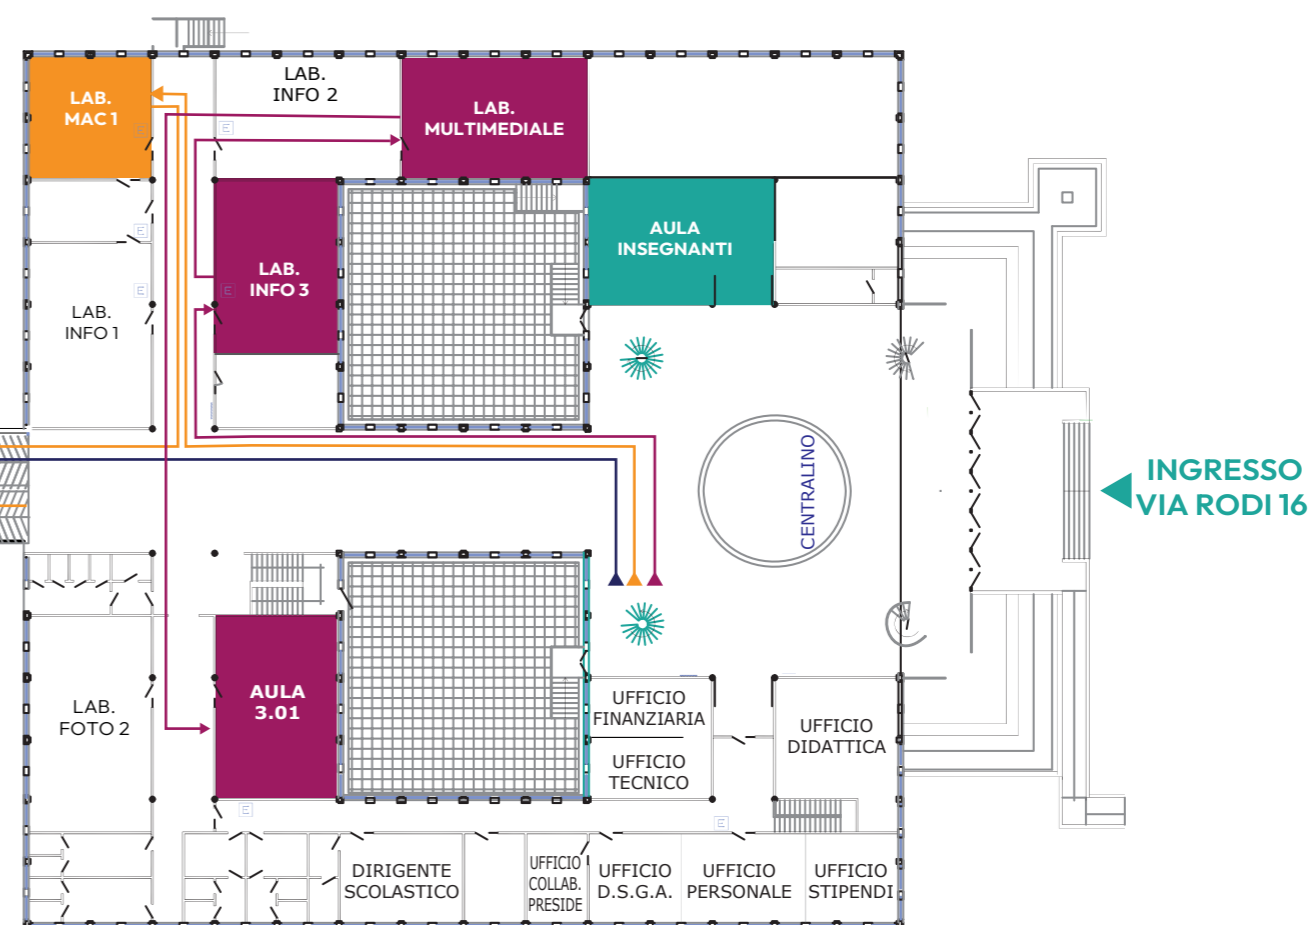 LAB.
INFO 2
LAB.
MAC 1
LAB.
MULTIMEDIALE
E
E
AULA
INSEGNANTI
E
LAB.
INFO 3
E
E
LAB.
INFO 1
CENTRALINO
INGRESSO
VIA RODI 16
AULA
3.01
LAB.
FOTO 2
UFFICIO
FINANZIARIA
UFFICIO
TECNICO
UFFICIO
DIDATTICA
E
E
DIRIGENTE
SCOLASTICO
UFFICIO
COLLAB.
PRESIDE
UFFICIO
D.S.G.A.
UFFICIO
PERSONALE
UFFICIO
STIPENDI